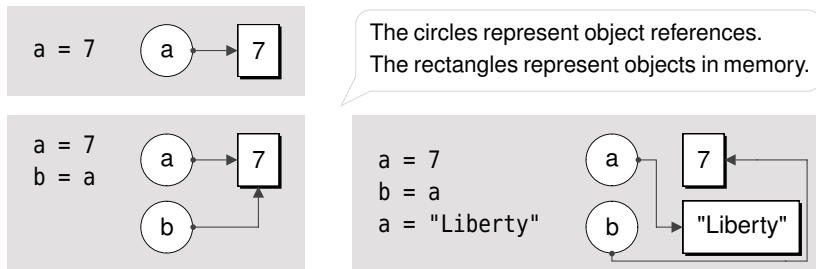 a = 7
a
7
The circles represent object references.
The rectangles represent objects in memory.
a = 7
b = a
a
7
b
a = 7
b = a
a = "Liberty"
a
7
b
"Liberty"